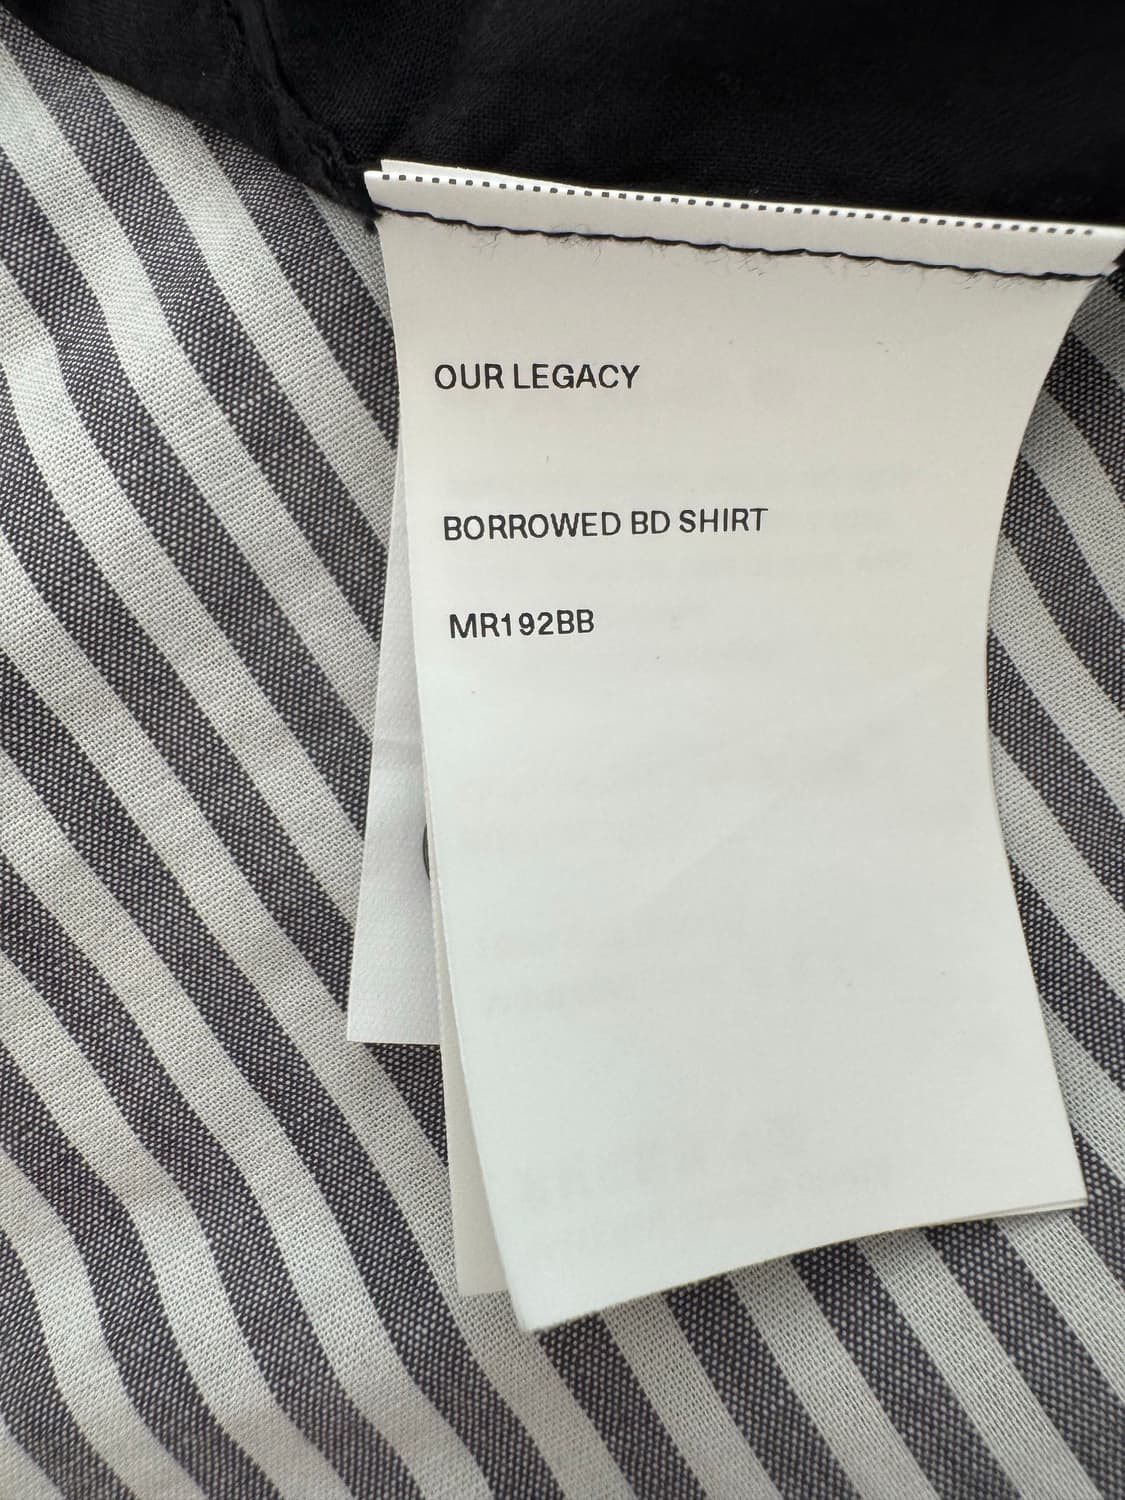 OUR LEGACY
BORROWED BD SHIRT
MR192BB